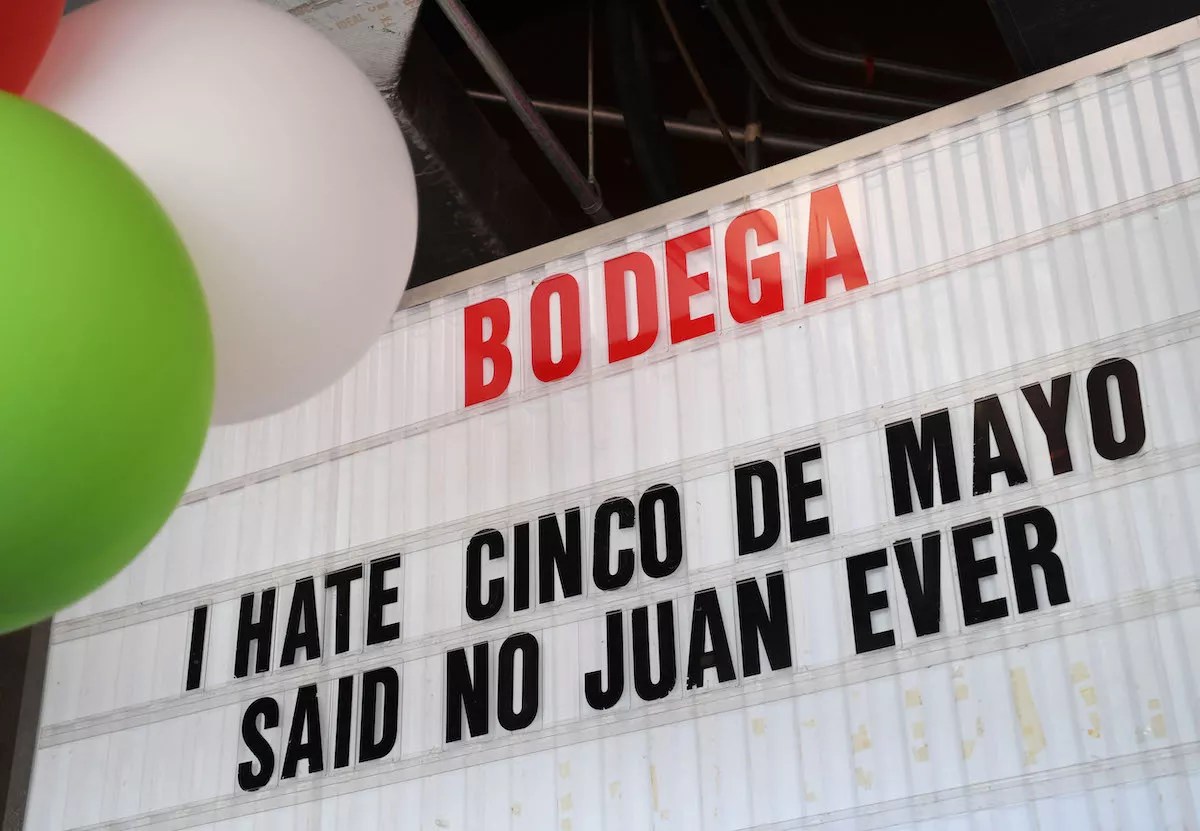 BODEGA
I HATE CINCO DE MAYO
SAID NO JUAN EVER